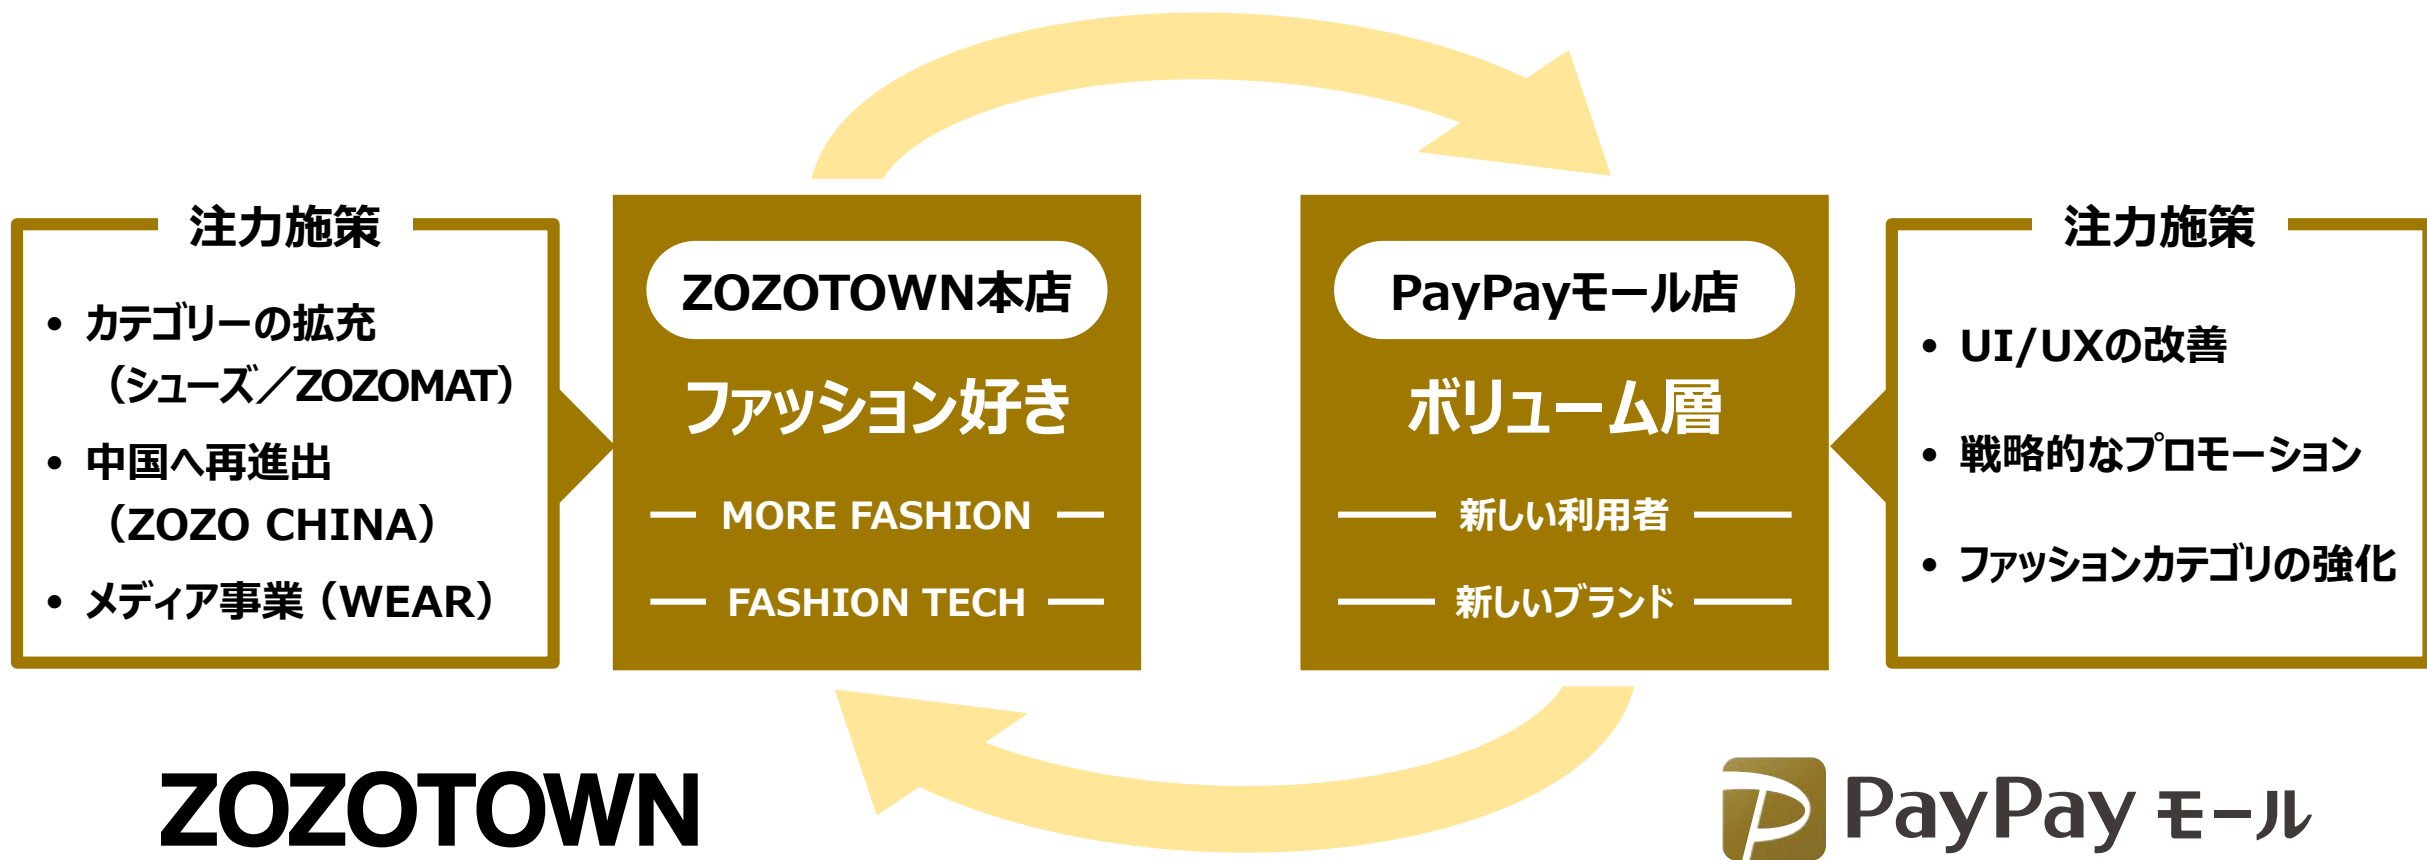 注力施策
• カテゴリーの拡充
（シューズ／ZOZOMAT）
• 中国へ再進出
（ZOZO CHINA）
• メディア事業（WEAR）
ZOZOTOWN本店
ファッション好き
MORE FASHION
FASHION TECH
PayPayモール店
ボリューム層
新しい利用者
新しいブランド
注力施策
• UI/UXの改善
• 戦略的なプロモーション
• ファッションカテゴリの強化
ZOZOTOWN
PayPay モール